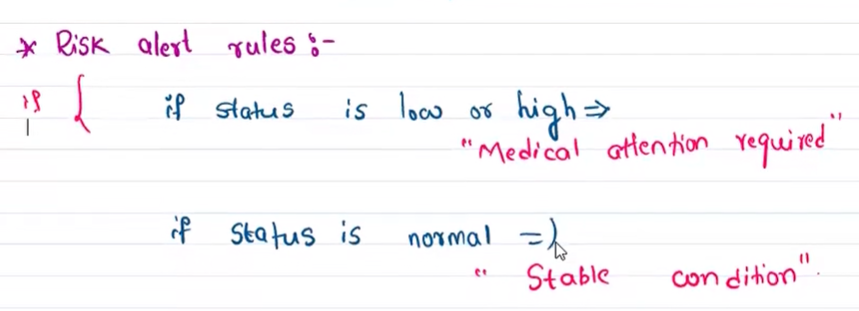 * Risk alert rules :-
if { if status is low or high ⇒
"Medical attention required"
if status is normal ⇒
" Stable condition".